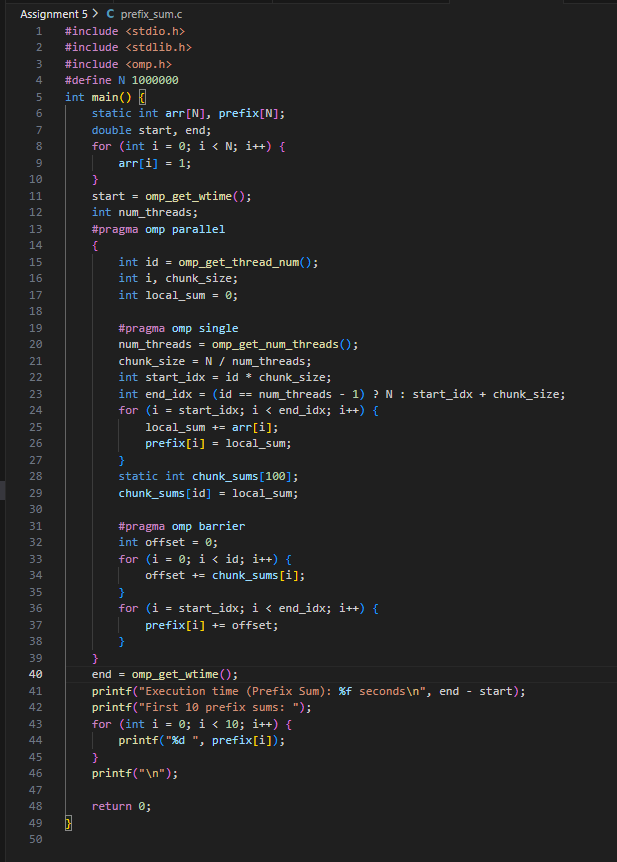 Assignment 5 > C prefix_sum.c
1 #include <stdio.h>
2 #include <stdlib.h>
3 #include <omp.h>
4 #define N 1000000
5 int main() {
6     static int arr[N], prefix[N];
7     double start, end;
8     for (int i = 0; i < N; i++) {
9         arr[i] = 1;
10     }
11     start = omp_get_wtime();
12     int num_threads;
13     #pragma omp parallel
14     {
15         int id = omp_get_thread_num();
16         int i, chunk_size;
17         int local_sum = 0;
18
19         #pragma omp single
20         num_threads = omp_get_num_threads();
21         chunk_size = N / num_threads;
22         int start_idx = id * chunk_size;
23         int end_idx = (id == num_threads - 1) ? N : start_idx + chunk_size;
24         for (i = start_idx; i < end_idx; i++) {
25             local_sum += arr[i];
26             prefix[i] = local_sum;
27         }
28         static int chunk_sums[100];
29         chunk_sums[id] = local_sum;
30
31         #pragma omp barrier
32         int offset = 0;
33         for (i = 0; i < id; i++) {
34             offset += chunk_sums[i];
35         }
36         for (i = start_idx; i < end_idx; i++) {
37             prefix[i] += offset;
38         }
39     }
40     end = omp_get_wtime();
41     printf("Execution time (Prefix Sum): %f seconds\n", end - start);
42     printf("First 10 prefix sums: ");
43     for (int i = 0; i < 10; i++) {
44         printf("%d ", prefix[i]);
45     }
46     printf("\n");
47
48     return 0;
49 }
50